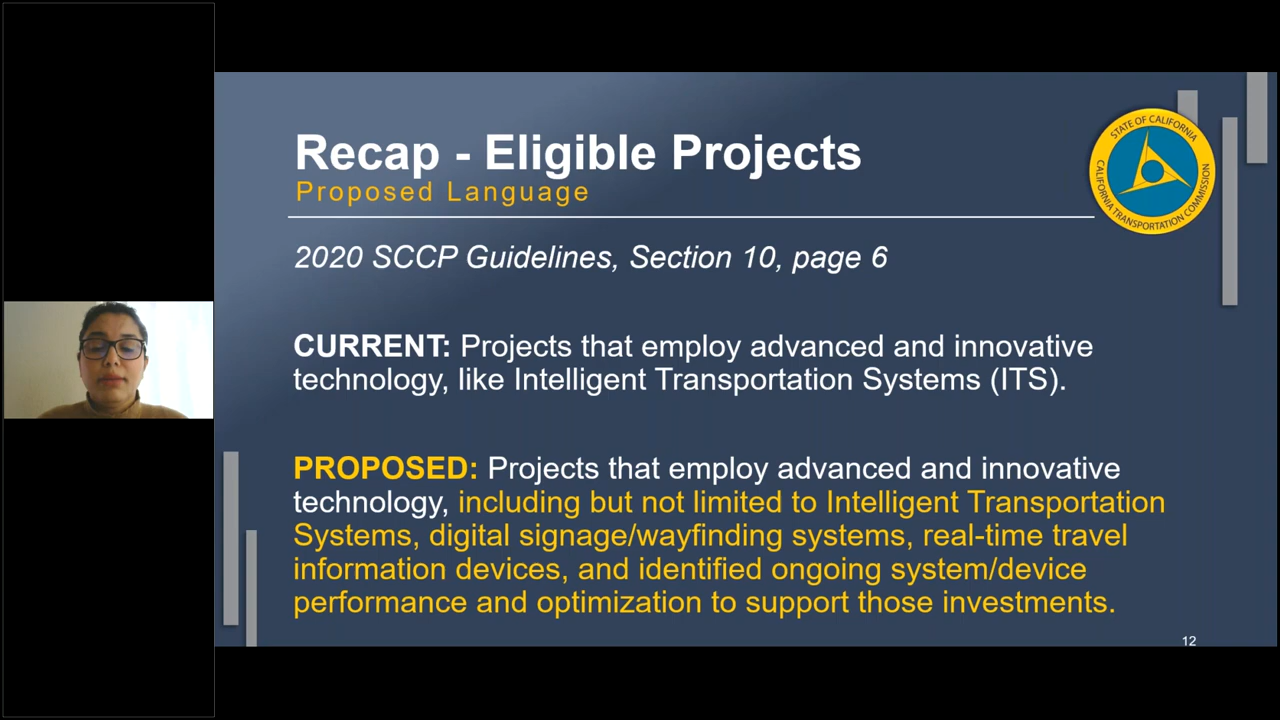 Recap - Eligible Projects
Proposed Language
STATE OF CALIFORNIA
CALIFORNIA TRANSPORTATION COMMISSION
2020 SCCP Guidelines, Section 10, page 6
CURRENT: Projects that employ advanced and innovative
technology, like Intelligent Transportation Systems (ITS).
PROPOSED: Projects that employ advanced and innovative
technology, including but not limited to Intelligent Transportation
Systems, digital signage/wayfinding systems, real-time travel
information devices, and identified ongoing system/device
performance and optimization to support those investments.
12